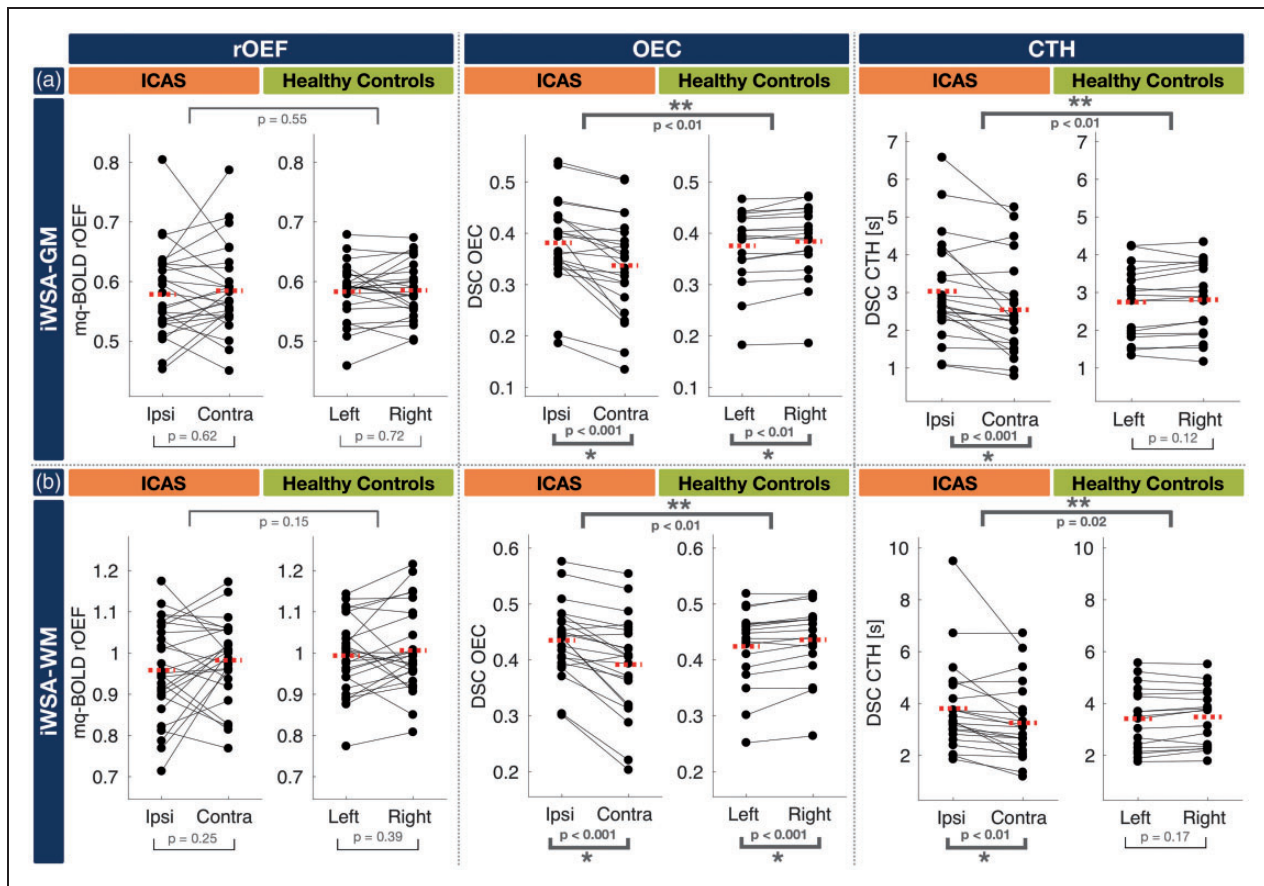 rOEF OEC CTH
(a) ICAS Healthy Controls ICAS Healthy Controls ICAS Healthy Controls
iWSA-GM
p = 0.55
** p < 0.01
** p < 0.01
mq-BOLD rOEF
0.8
0.7
0.6
0.5
Ipsi Contra
p = 0.62
0.8
0.7
0.6
0.5
Left Right
p = 0.72
DSC OEC
0.5
0.4
0.3
0.2
0.1
Ipsi Contra
p < 0.001
*
0.5
0.4
0.3
0.2
0.1
Left Right
p < 0.01
*
DSC CTH [s]
7
6
5
4
3
2
1
Ipsi Contra
p < 0.001
*
7
6
5
4
3
2
1
Left Right
p = 0.12
(b) ICAS Healthy Controls ICAS Healthy Controls ICAS Healthy Controls
iWSA-WM
p = 0.15
** p < 0.01
** p = 0.02
mq-BOLD rOEF
1.2
1.1
1
0.9
0.8
0.7
Ipsi Contra
p = 0.25
1.2
1.1
1
0.9
0.8
0.7
Left Right
p = 0.39
DSC OEC
0.6
0.5
0.4
0.3
0.2
Ipsi Contra
p < 0.001
*
0.6
0.5
0.4
0.3
0.2
Left Right
p < 0.001
*
DSC CTH [s]
10
8
6
4
2
Ipsi Contra
p < 0.01
*
10
8
6
4
2
Left Right
p = 0.17